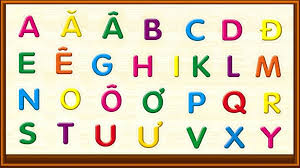 A Ă Â B C D Đ
E Ê G H I K L M
N O Ô Ơ P Q R
S T U Ư V X Y